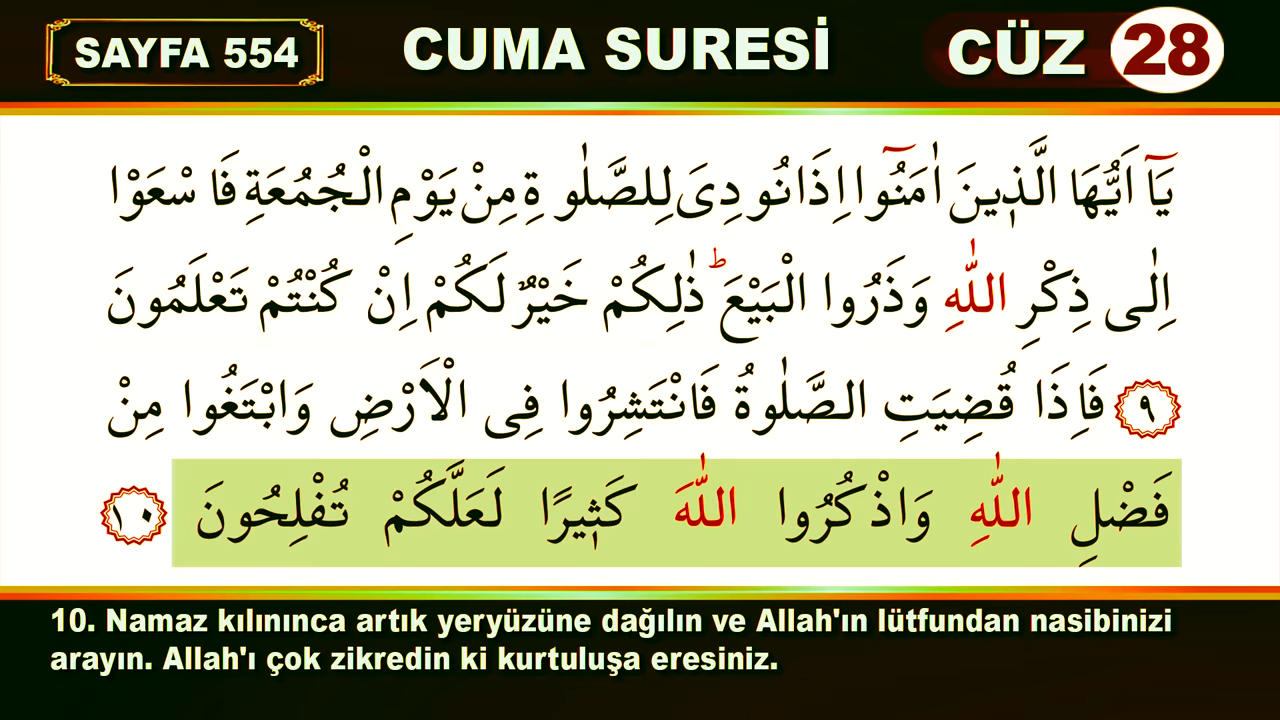 SAYFA 554
CUMA SURESİ
CÜZ 28
يَٓا اَيُّهَا الَّذ۪ينَ اٰمَنُٓوا اِذَا نُودِىَ لِلصَّلٰوةِ مِنْ يَوْمِ الْجُمُعَةِ فَاسْعَوْا
اِلٰى ذِكْرِ اللّٰهِ وَذَرُوا الْبَيْعَۜ ذٰلِكُمْ خَيْرٌ لَكُمْ اِنْ كُنْتُمْ تَعْلَمُونَ
٩ فَاِذَا قُضِيَتِ الصَّلٰوةُ فَانْتَشِرُوا فِى الْاَرْضِ وَابْتَغُوا مِنْ
فَضْلِ اللّٰهِ وَاذْكُرُوا اللّٰهَ كَث۪يرًا لَعَلَّكُمْ تُفْلِحُونَ ١٠
10. Namaz kılınınca artık yeryüzüne dağılın ve Allah'ın lütfundan nasibinizi
arayın. Allah'ı çok zikredin ki kurtuluşa eresiniz.